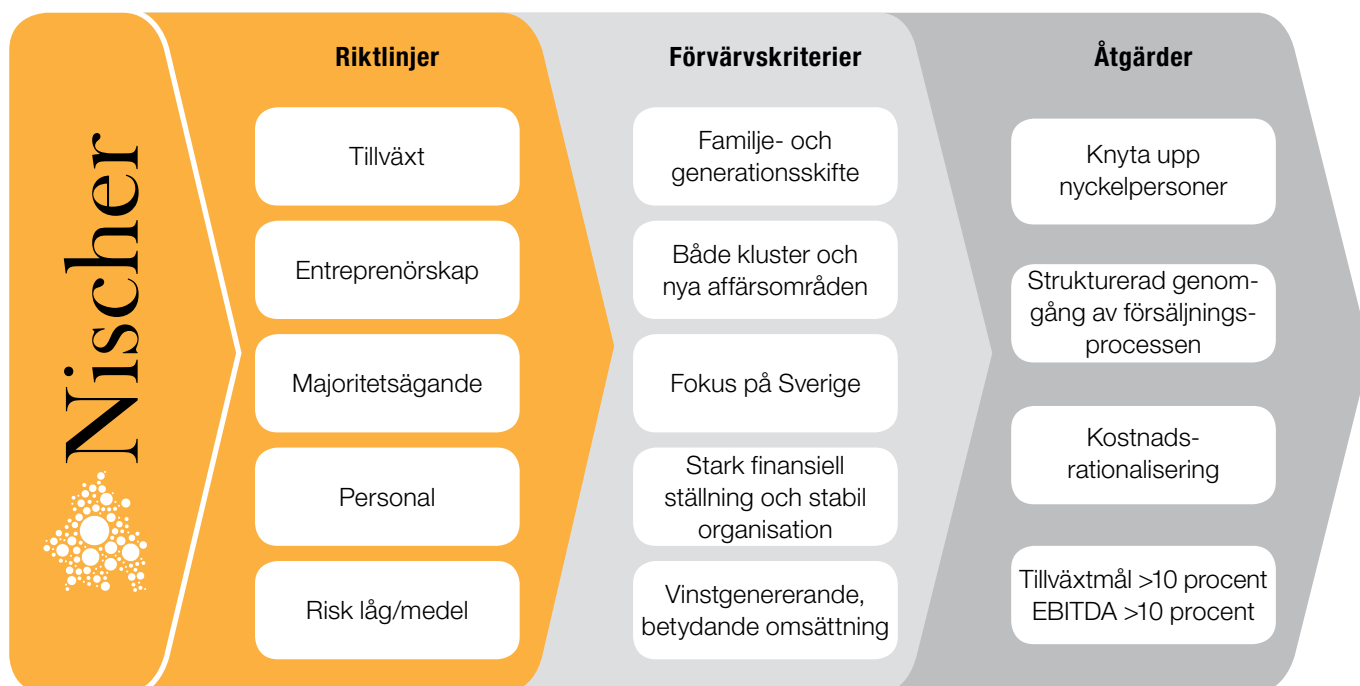 Nischer
Riktlinjer
Tillväxt
Entreprenörskap
Majoritetsägande
Personal
Risk låg/medel
Förvärvskriterier
Familje- och
generationsskifte
Både kluster och
nya affärsområden
Fokus på Sverige
Stark finansiell
ställning och stabil
organisation
Vinstgenererande,
betydande omsättning
Åtgärder
Knyta upp
nyckelpersoner
Strukturerad genom-
gång av försäljnings-
processen
Kostnads-
rationalisering
Tillväxtmål >10 procent
EBITDA >10 procent